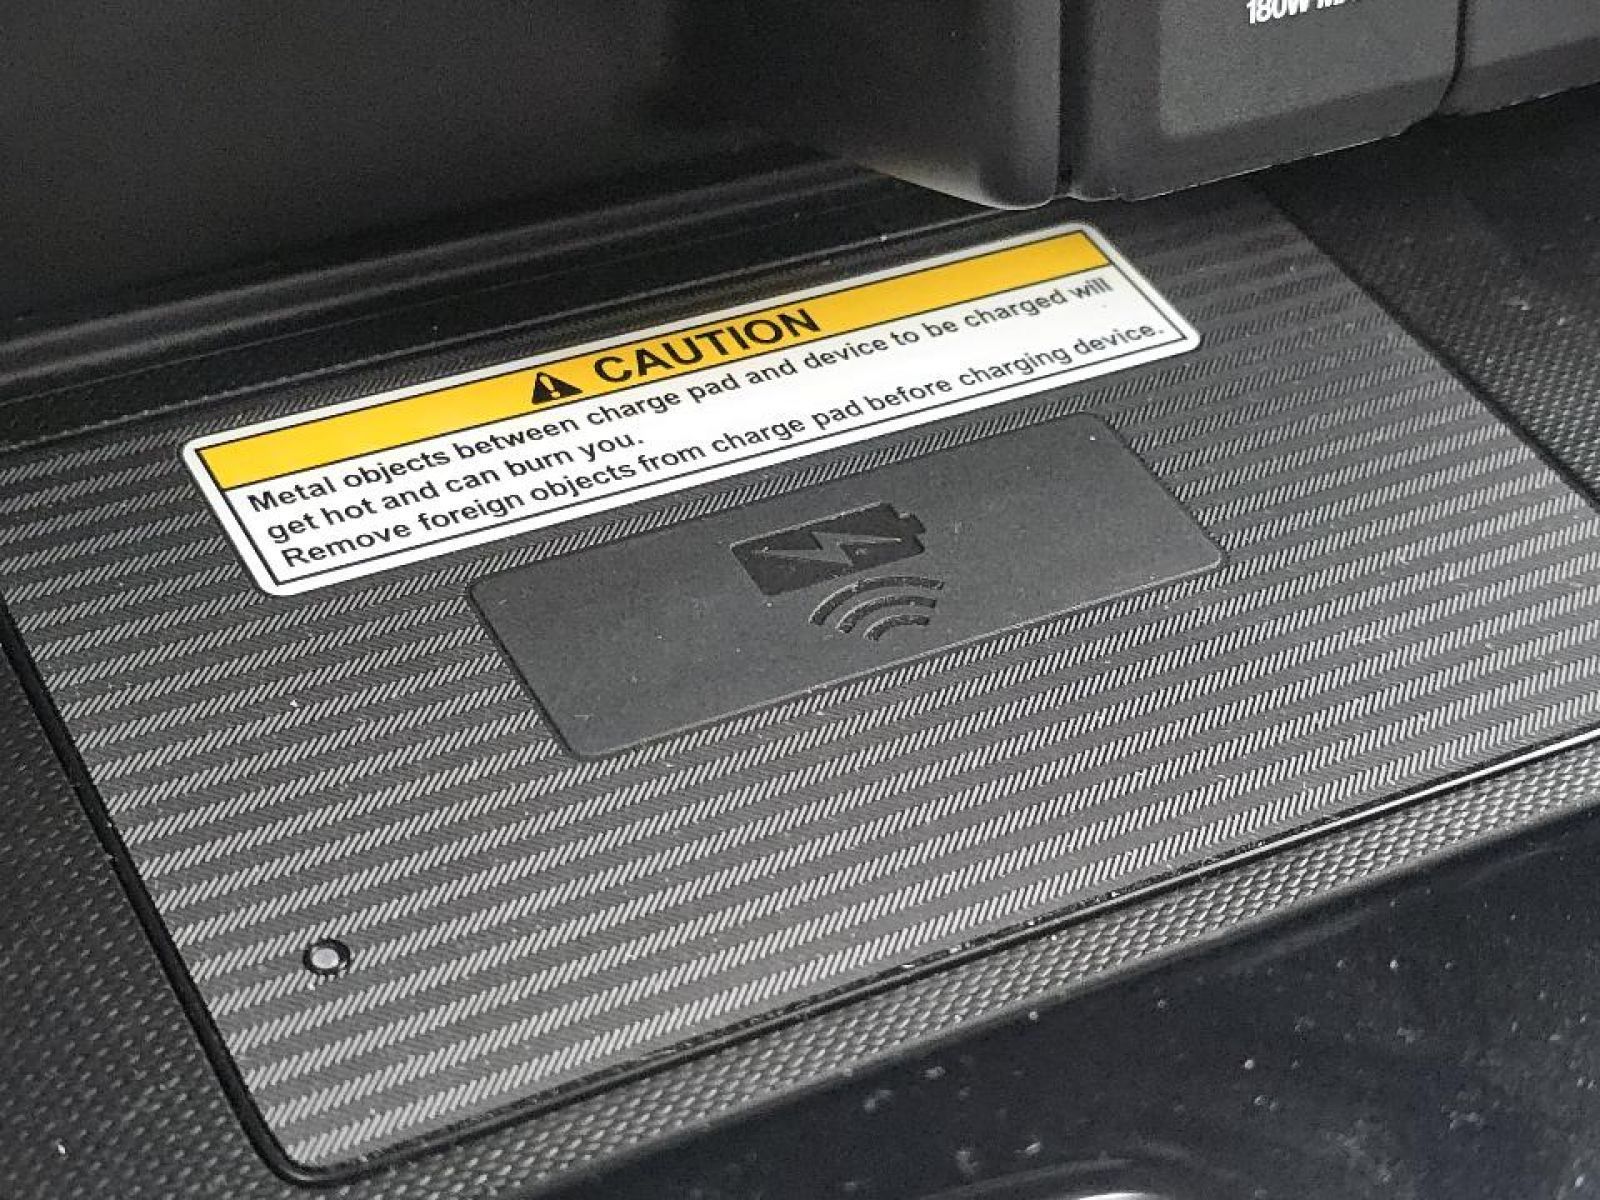 180W
CAUTION
Metal objects between charge pad and device to be charged will
get hot and can burn you.
Remove foreign objects from charge pad before charging device.